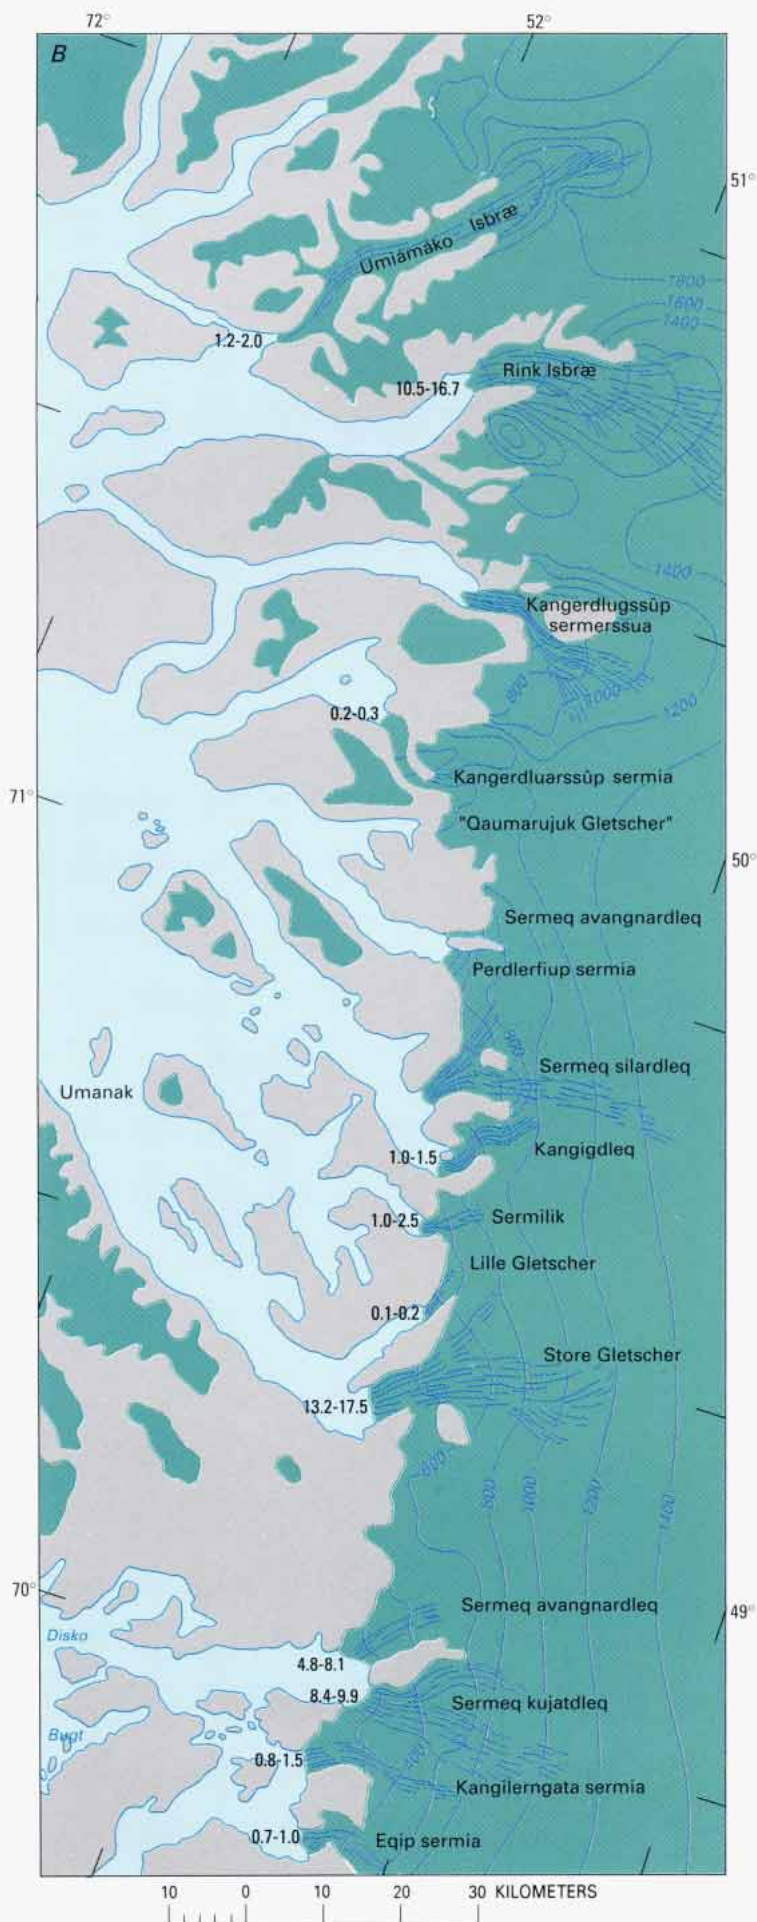 72°
52°
B
51°
Umiámáko Isbræ
1800
1600
1400
1.2-2.0
Rink Isbræ
10.5-16.7
1400
Kangerdlugssûp
sermerssua
800
1000
1200
0.2-0.3
Kangerdluarssûp sermia
71°
"Qaumarujuk Gletscher"
50°
Sermeq avangnardleq
Perdlerfiup sermia
Sermeq silardleq
Umanak
Kangigdleq
1.0-1.5
Sermilik
1.0-2.5
Lille Gletscher
0.1-0.2
Store Gletscher
13.2-17.5
600
800
1000
1200
1400
70°
Sermeq avangnardleq
49°
Disko
4.8-8.1
8.4-9.9
Sermeq kujatdleq
Bugt
0.8-1.5
Kangilerngata sermia
0.7-1.0
Eqip sermia
10 0 10 20 30 KILOMETERS